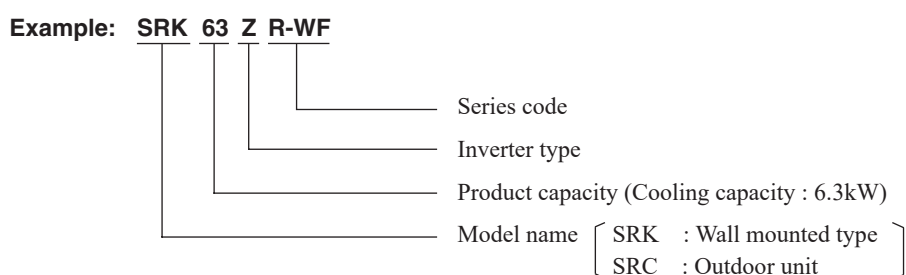 Example: SRK 63 Z R-WF
Series code
Inverter type
Product capacity (Cooling capacity : 6.3kW)
Model name SRK : Wall mounted type
SRC : Outdoor unit